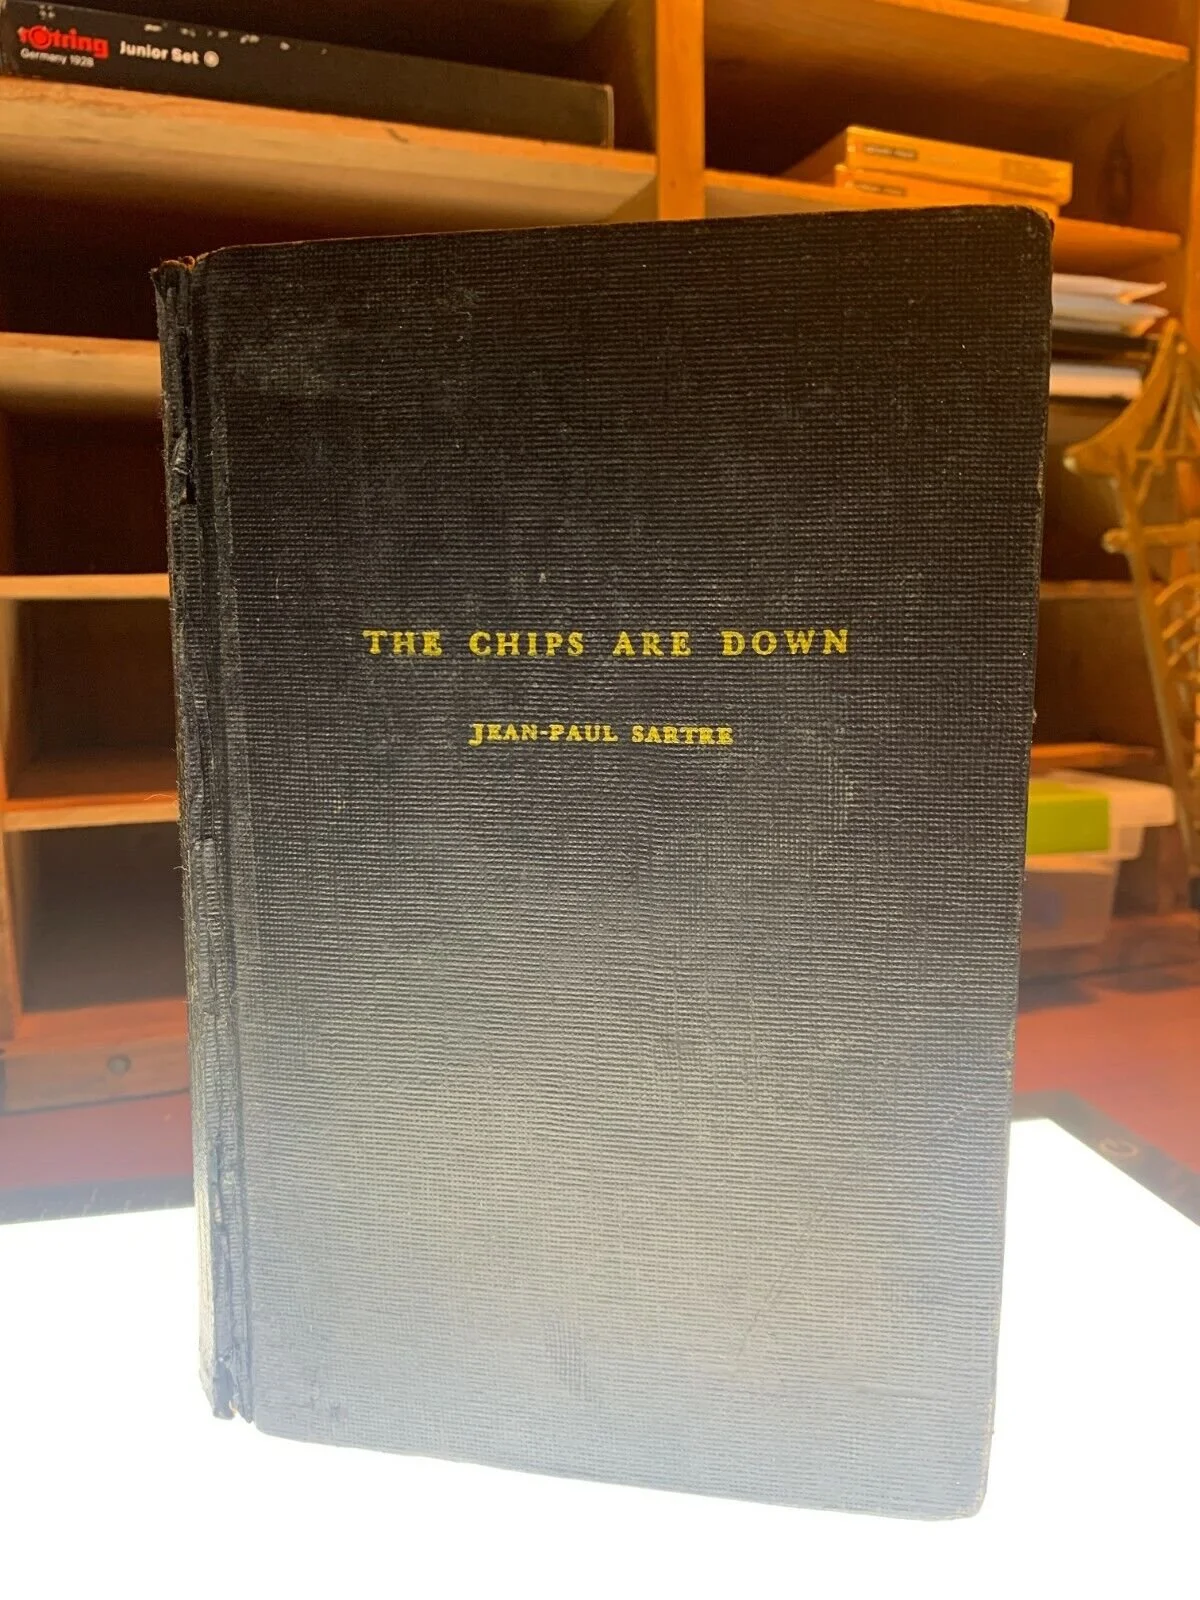 rotring Junior Set R
Germany 1928
THE CHIPS ARE DOWN
JEAN-PAUL SARTRE